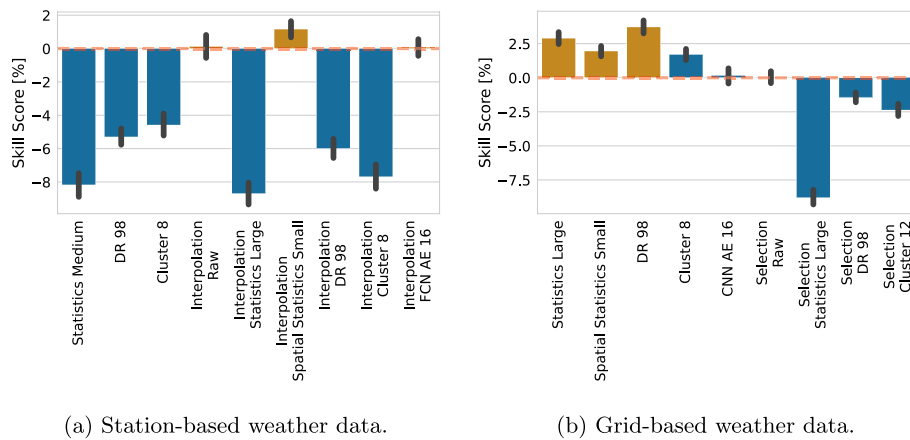 2
0
−2
−4
−6
−8
Skill Score [%]
Statistics Medium
DR 98
Cluster 8
Interpolation
Raw
Interpolation
Statistics Large
Interpolation
Spatial Statistics Small
Interpolation
DR 98
Interpolation
Cluster 8
Interpolation
FCN AE 16
(a) Station-based weather data.
2.5
0.0
−2.5
−5.0
−7.5
Skill Score [%]
Statistics Large
Spatial Statistics Small
DR 98
Cluster 8
CNN AE 16
Selection
Raw
Selection
Statistics Large
Selection
DR 98
Selection
Cluster 12
(b) Grid-based weather data.